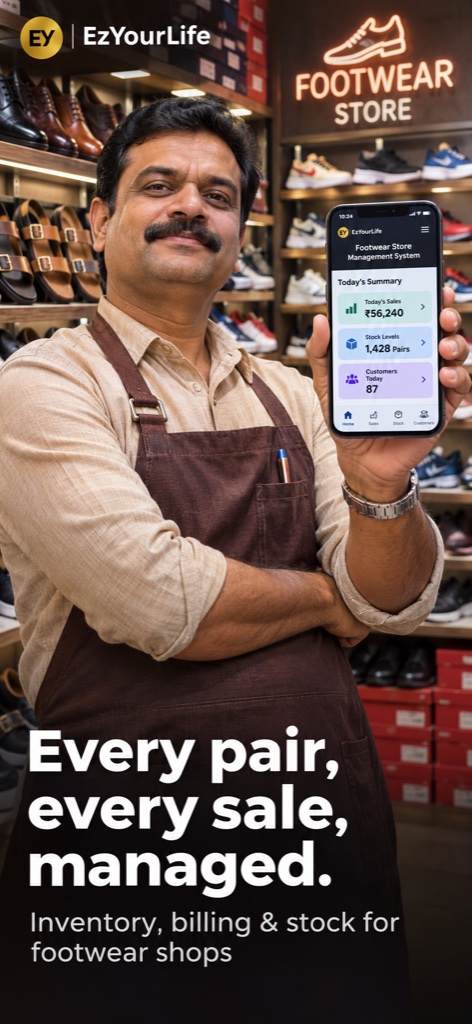 EY | EzYourLife
FOOTWEAR
STORE
10:24
EY EzYourLife
Footwear Store
Management System
Today's Summary
Today's Sales
₹56,240
Stock Levels
1,428 Pairs
Customers
Today
87
Home Sales Stock Customers
Every pair,
every sale,
managed.
Inventory, billing & stock for
footwear shops